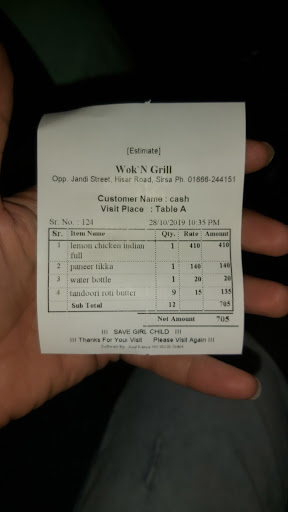 [Estimate]
Wok'N Grill
Opp. Jandi Street, Hisar Road, Sirsa Ph. 01666-244151
Customer Name : cash
Visit Place : Table A
Sr. No. : 124 28/10/2019 10:35 PM
Sr. Item Name Qty. Rate Amount
1 lemon chicken indian 1 410 410
full
2 paneer tikka 1 140 140
3 water bottle 1 20 20
4 tandoori roti butter 9 15 135
Sub Total 12 705
Net Amount 705
!!! SAVE GIRL CHILD !!!
!!! Thanks For Your Visit Please Visit Again !!!